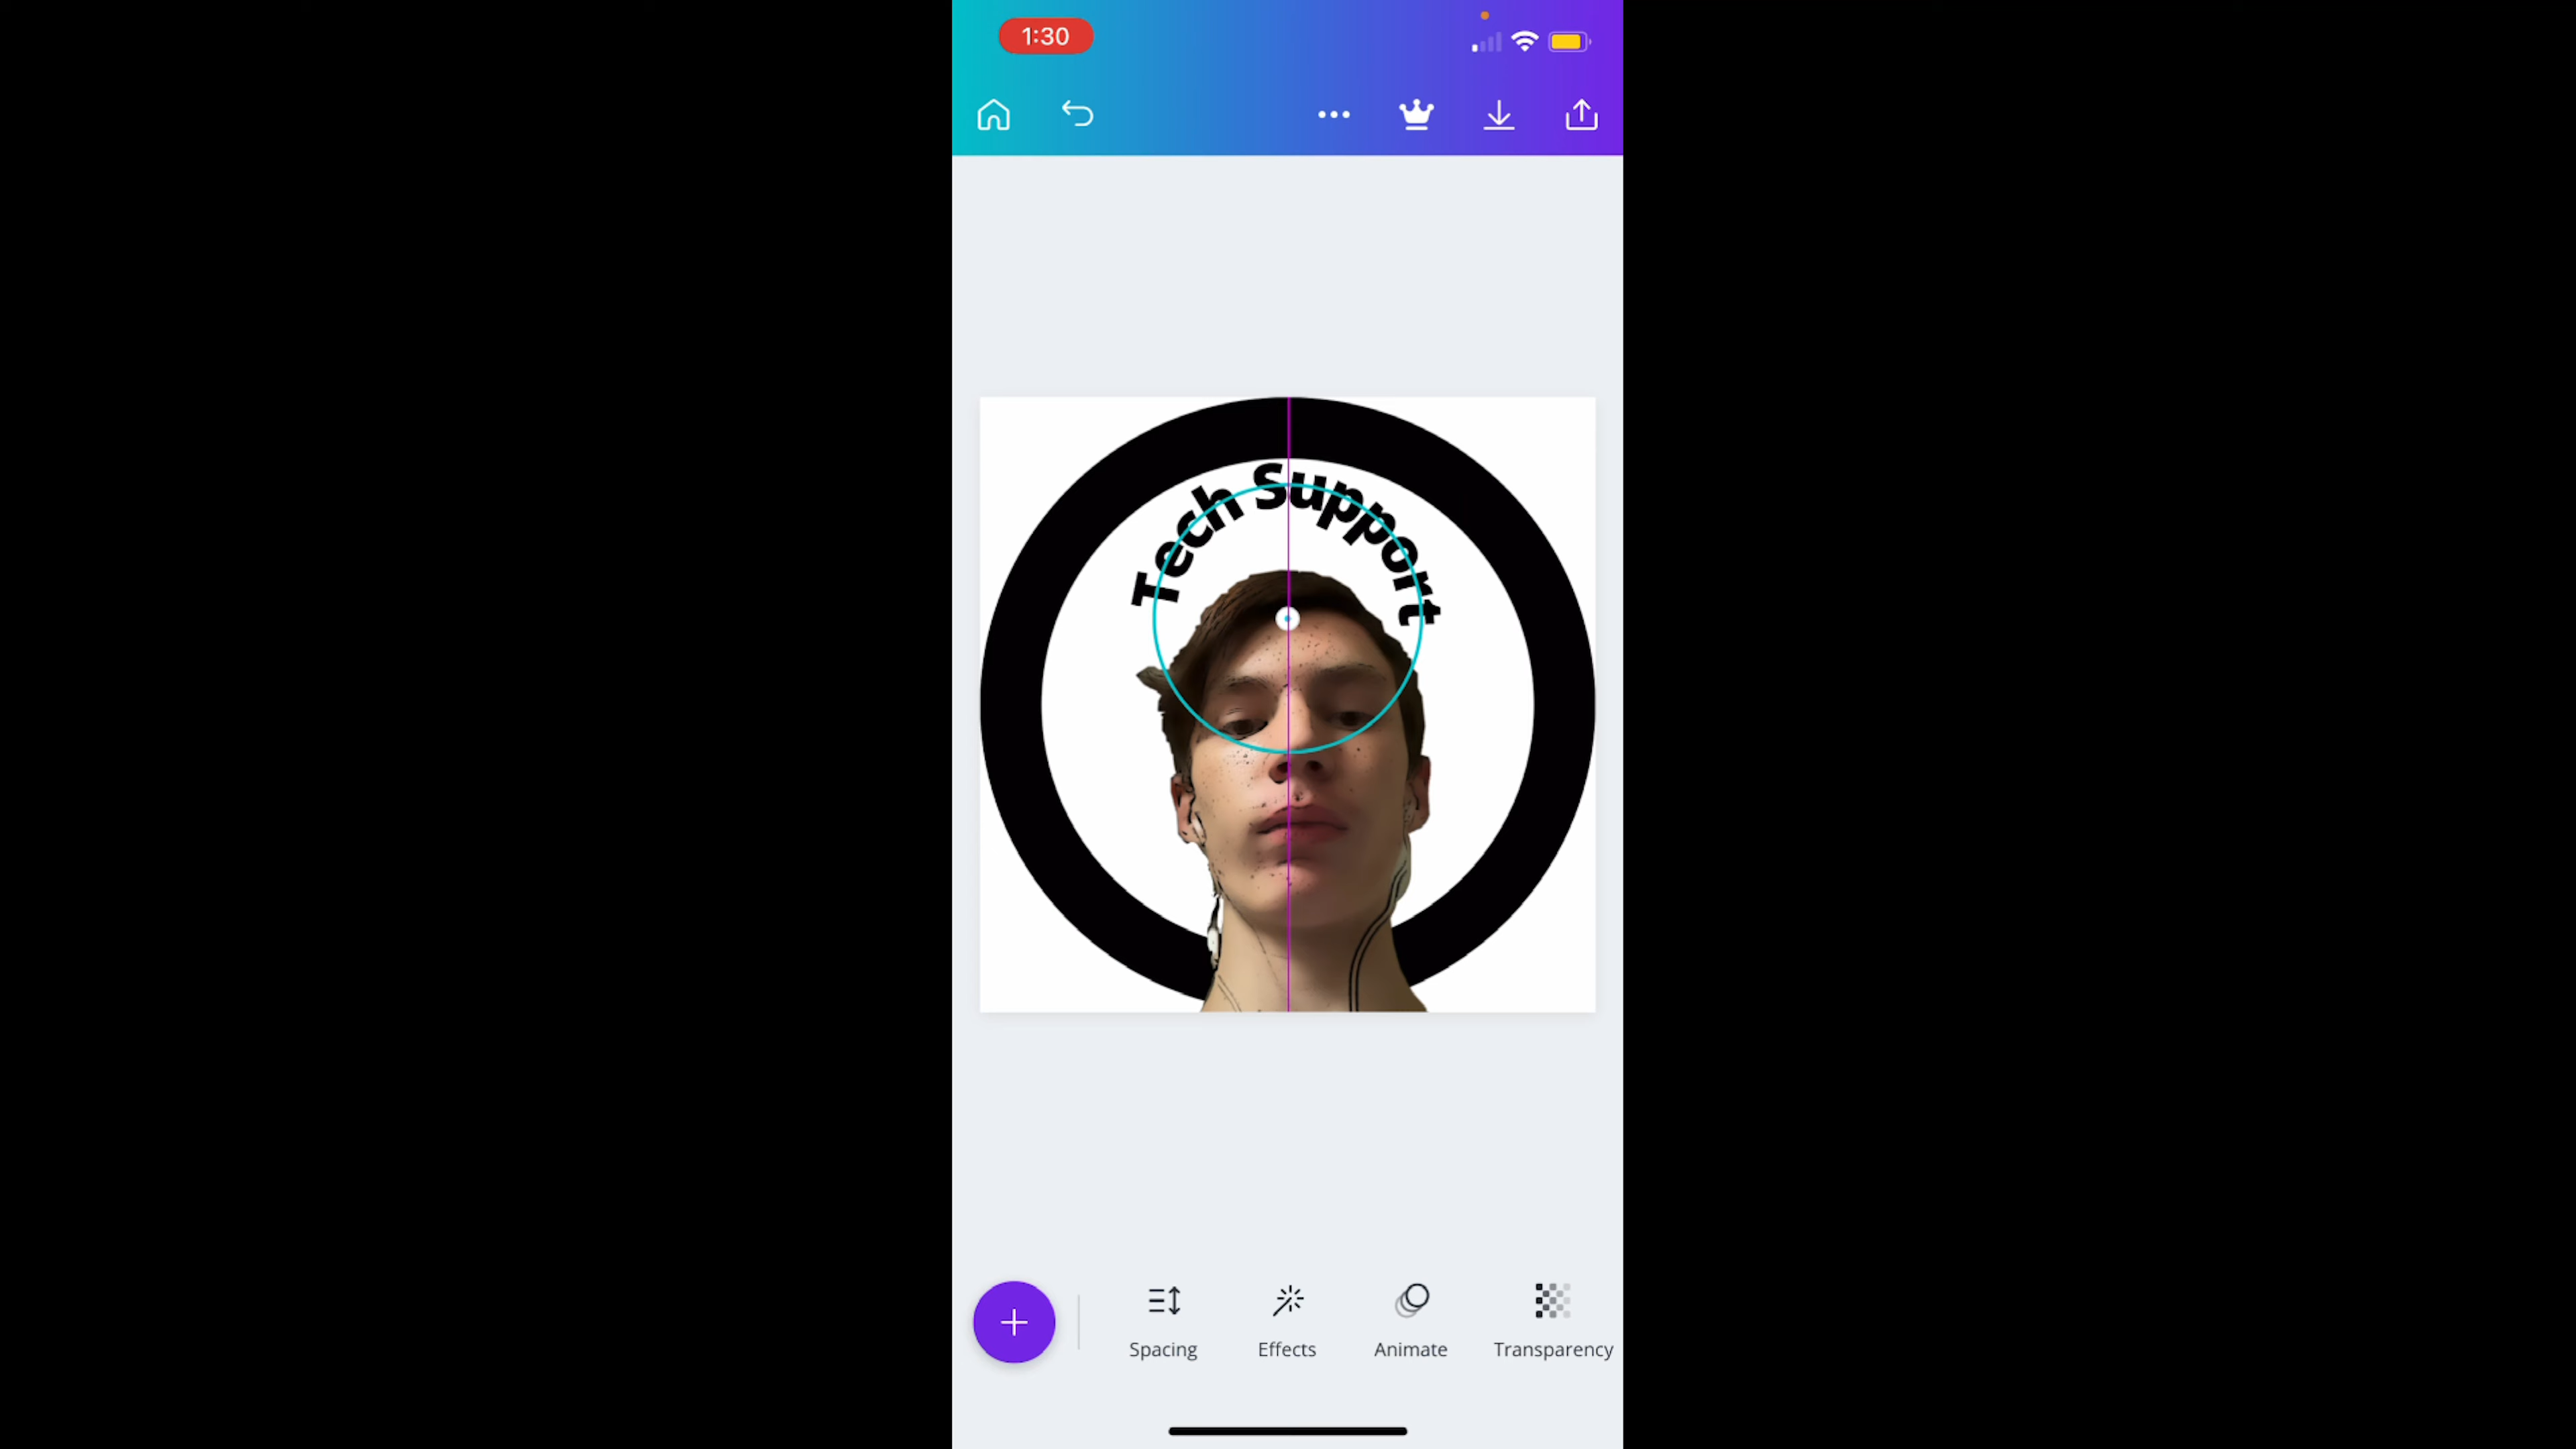 1:30
Tech Support
Spacing
Effects
Animate
Transparency